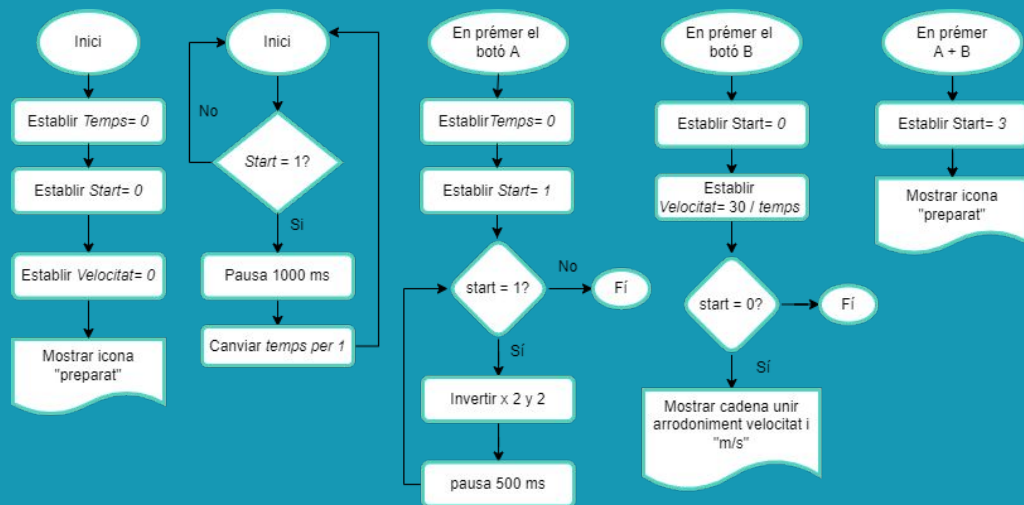 Inici
Establir Temps= 0
Establir Start= 0
Establir Velocitat= 0
Mostrar icona
"preparat"
Inici
No
Start = 1?
Si
Pausa 1000 ms
Canviar temps per 1
En prémer el
botó A
EstablirTemps= 0
Establir Start= 1
start = 1?
No
Fí
Sí
Invertir x 2 y 2
pausa 500 ms
En prémer el
botó B
Establir Start= 0
Establir
Velocitat= 30 / temps
start = 0?
Fí
Sí
Mostrar cadena unir
arrodoniment velocitat i
"m/s"
En prémer
A + B
Establir Start= 3
Mostrar icona
"preparat"